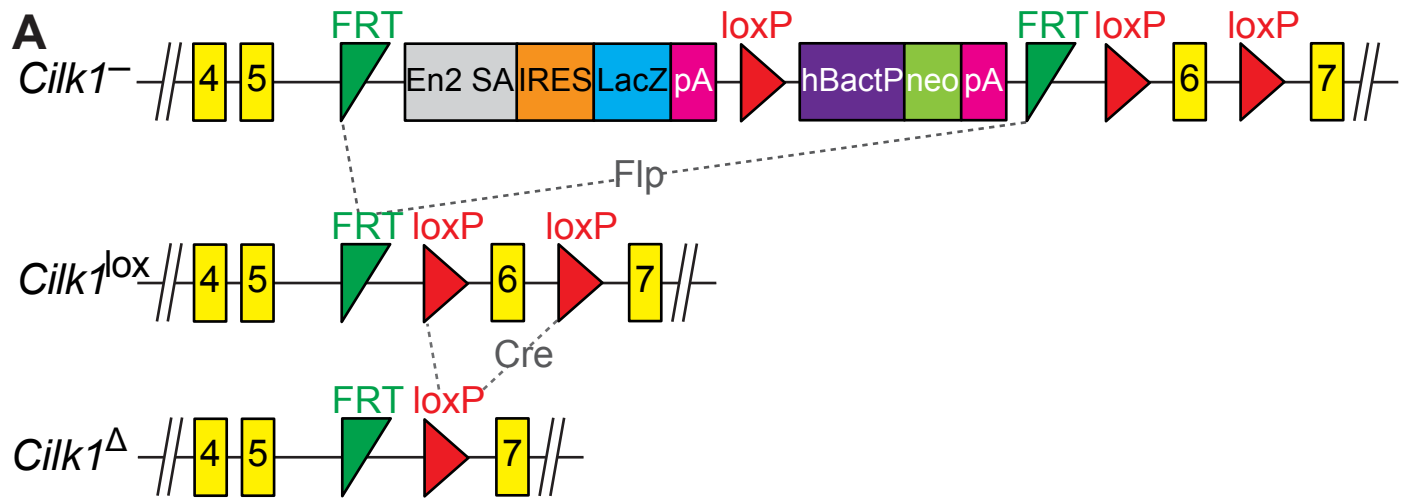 A
FRT loxP FRT loxP loxP
Cilk1− 4 5 En2 SA IRES LacZ pA hBactP neo pA 6 7
Flp
FRT loxP loxP
Cilk1lox 4 5 6 7
Cre
FRT loxP
Cilk1Δ 4 5 7